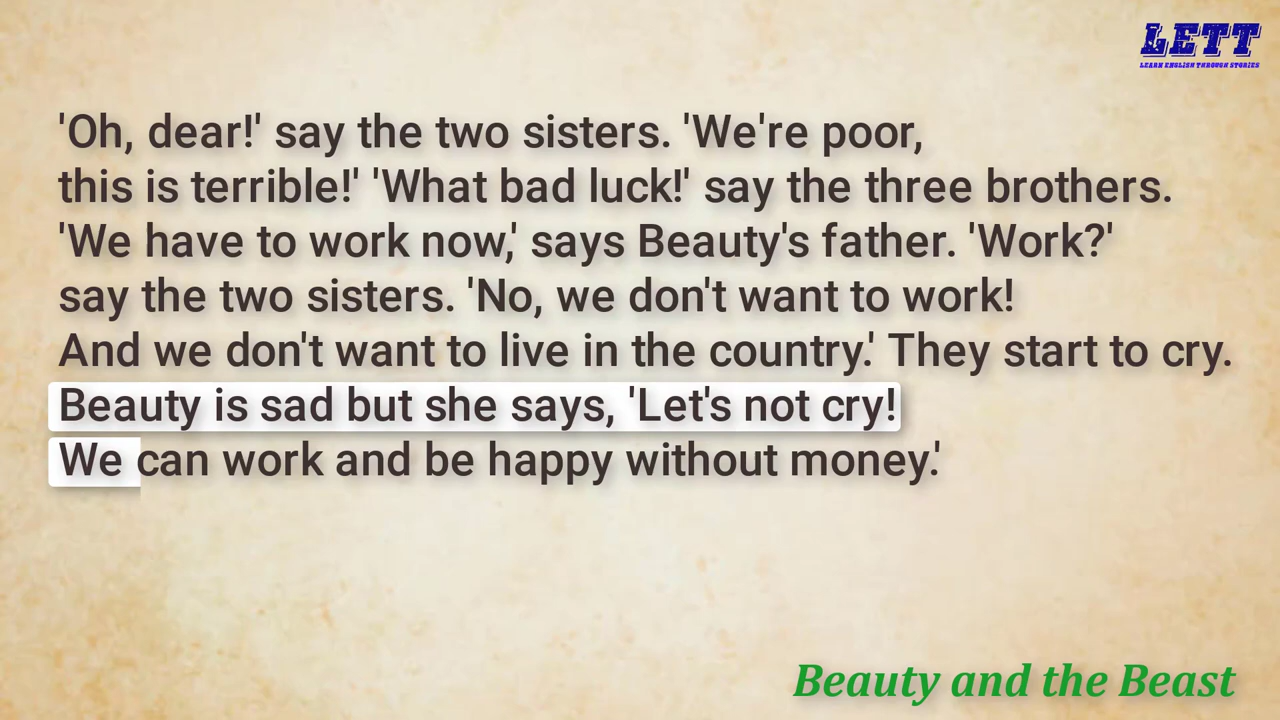 LETT
LEARN ENGLISH THROUGH STORIES
'Oh, dear!' say the two sisters. 'We're poor,
this is terrible!' 'What bad luck!' say the three brothers.
'We have to work now,' says Beauty's father. 'Work?'
say the two sisters. 'No, we don't want to work!
And we don't want to live in the country.' They start to cry.
Beauty is sad but she says, 'Let's not cry!
We can work and be happy without money.'
Beauty and the Beast